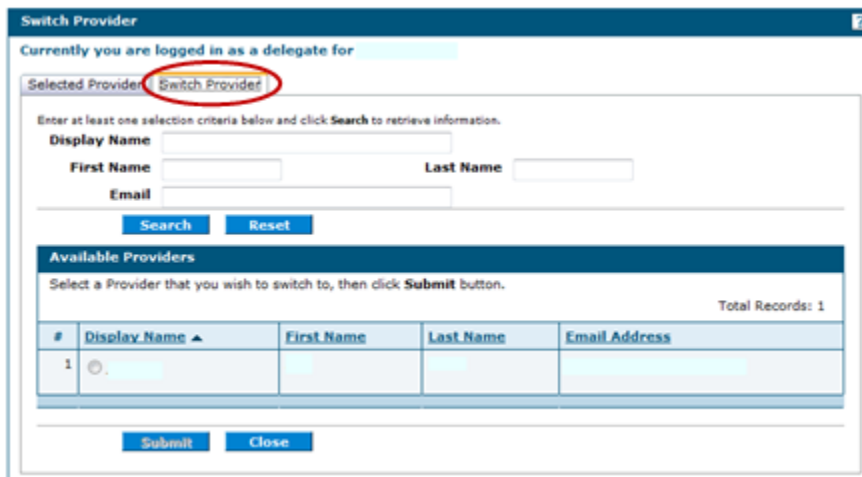 Switch Provider ?
Currently you are logged in as a delegate for
Selected Provider Switch Provider
Enter at least one selection criteria below and click Search to retrieve information.
Display Name
First Name Last Name
Email
Search Reset
Available Providers
Select a Provider that you wish to switch to, then click Submit button.
Total Records: 1
# Display Name ▲ First Name Last Name Email Address
1
Submit Close